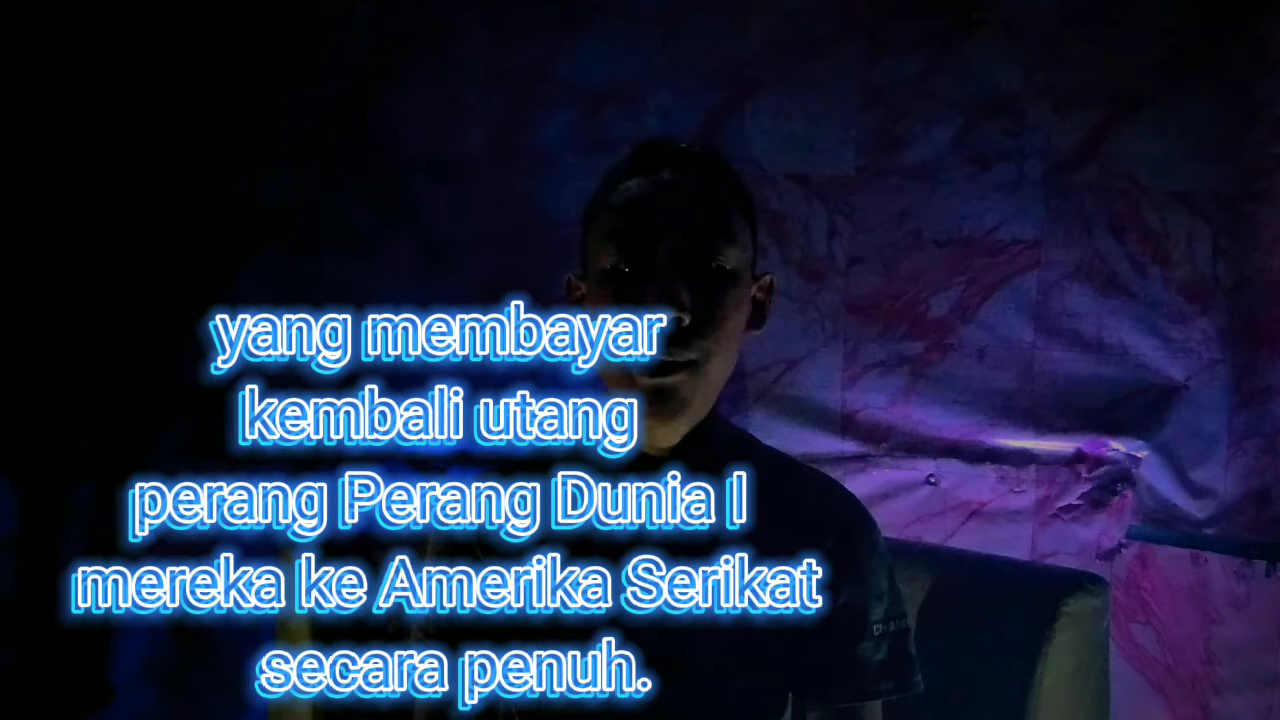 yang membayar
kembali utang
perang Perang Dunia I
mereka ke Amerika Serikat
secara penuh.